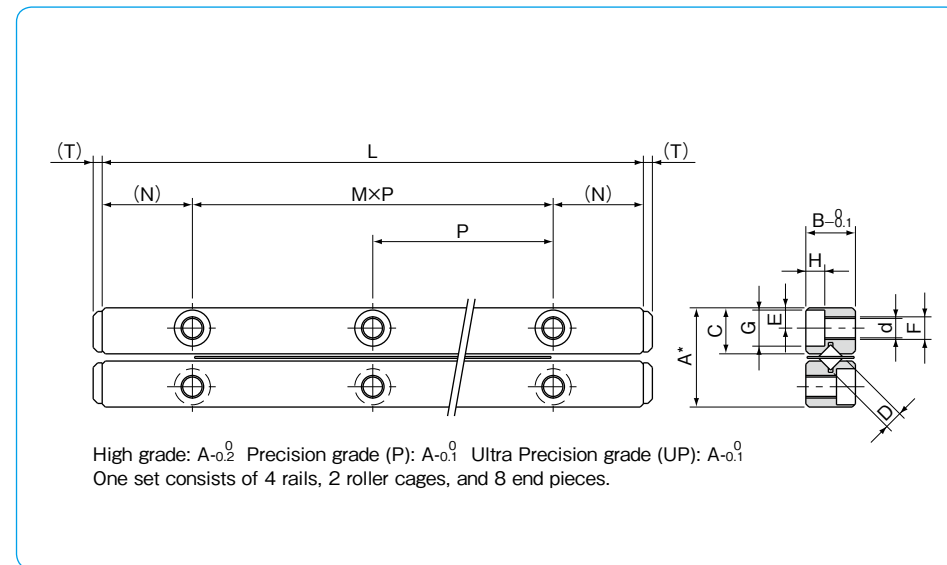 (T) L (T)
(N) M×P (N)
P
B-0 0.1
H
A* C G E d F
D
High grade: A-0 0.2 Precision grade (P): A-0 0.1 Ultra Precision grade (UP): A-0 0.1
One set consists of 4 rails, 2 roller cages, and 8 end pieces.